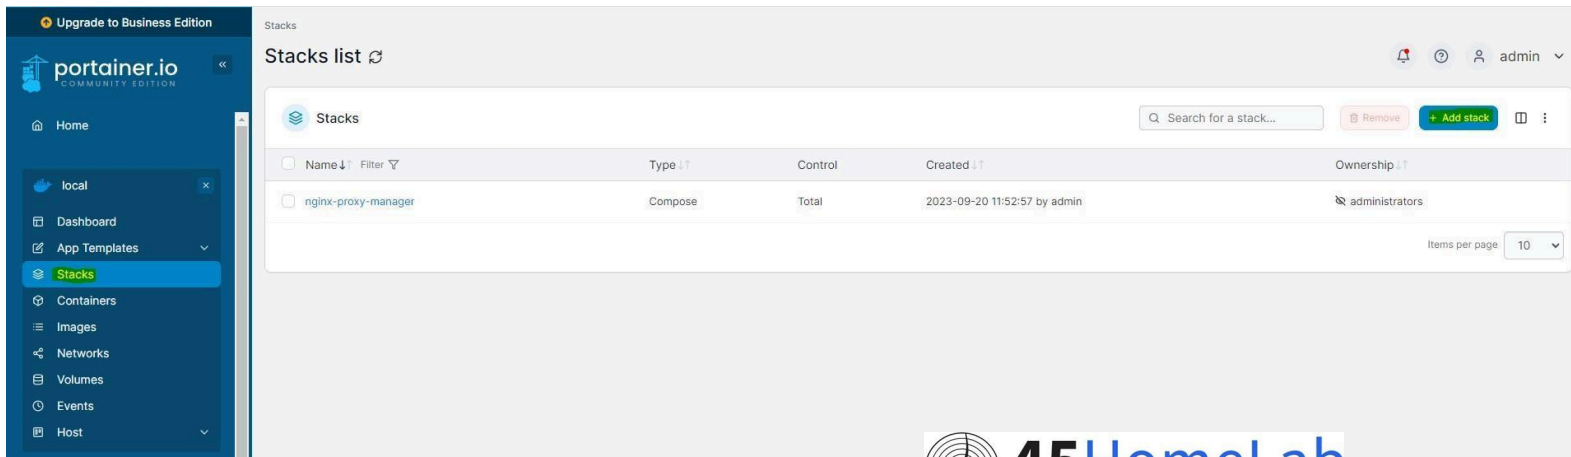 Upgrade to Business Edition
portainer.io
COMMUNITY EDITION
Home
local
Dashboard
App Templates
Stacks
Containers
Images
Networks
Volumes
Events
Host
Stacks
Stacks list
admin
Stacks
Search for a stack...
Remove
+ Add stack
Name Filter Type Control Created Ownership
nginx-proxy-manager Compose Total 2023-09-20 11:52:57 by admin administrators
Items per page 10
45HomeLab